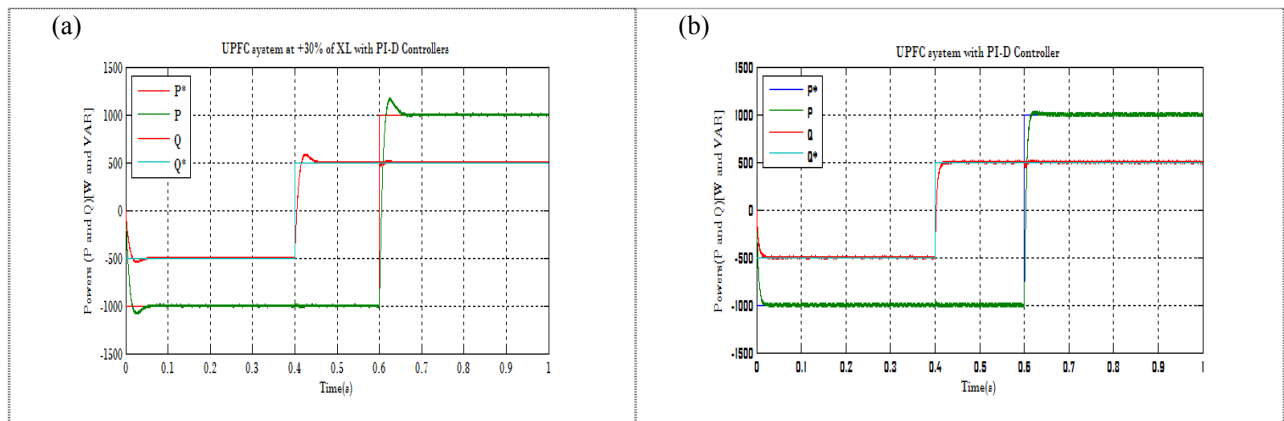 (a)
UPFC system at +30% of XL with PI-D Controllers
1500
1000
500
0
-500
-1000
-1500
Powers (P and Q)[W and VAR]
P*
P
Q
Q*
0 0.1 0.2 0.3 0.4 0.5 0.6 0.7 0.8 0.9 1
Time(s)
(b)
UPFC system with PI-D Controller
1500
1000
500
0
-500
-1000
-1500
Powers(P and Q)[W and VAR]
P*
P
Q
Q*
0 0.1 0.2 0.3 0.4 0.5 0.6 0.7 0.8 0.9 1
Time(s)